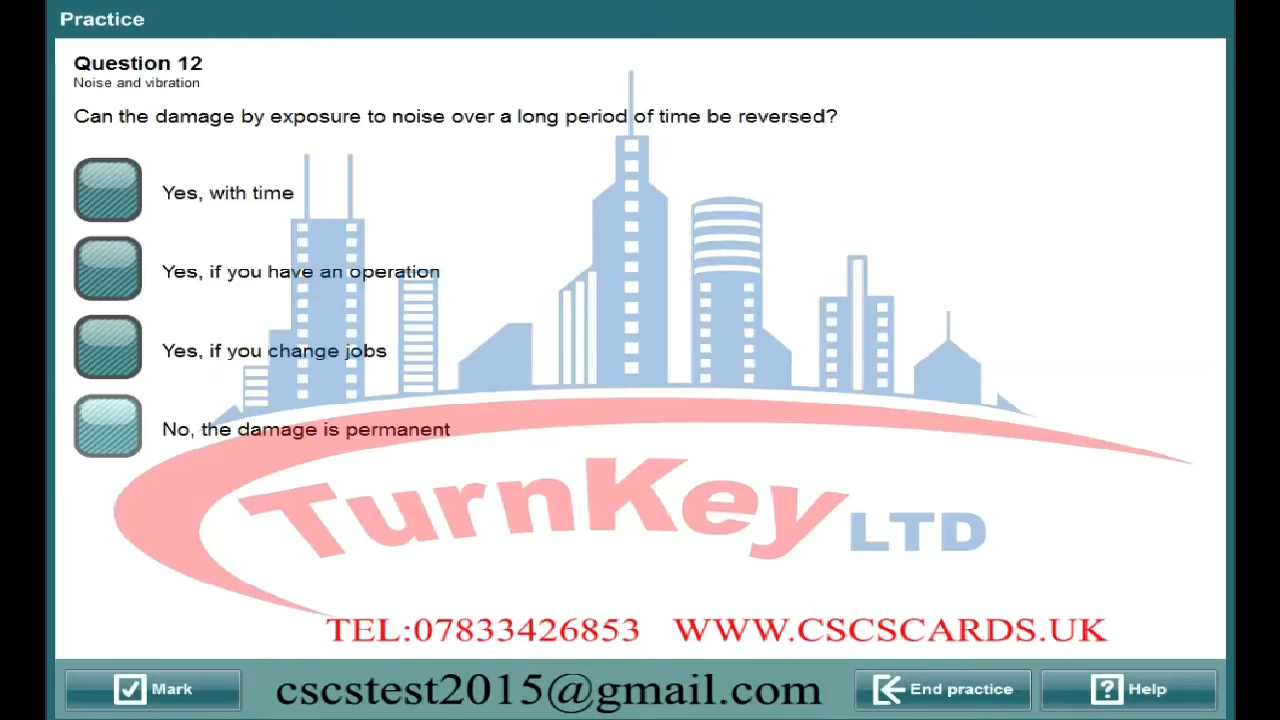 Practice
Question 12
Noise and vibration
Can the damage by exposure to noise over a long period of time be reversed?
Yes, with time
Yes, if you have an operation
Yes, if you change jobs
No, the damage is permanent
TurnKey LTD
TEL:07833426853 WWW.CSCSCARDS.UK
Mark
cscstest2015@gmail.com
End practice
Help